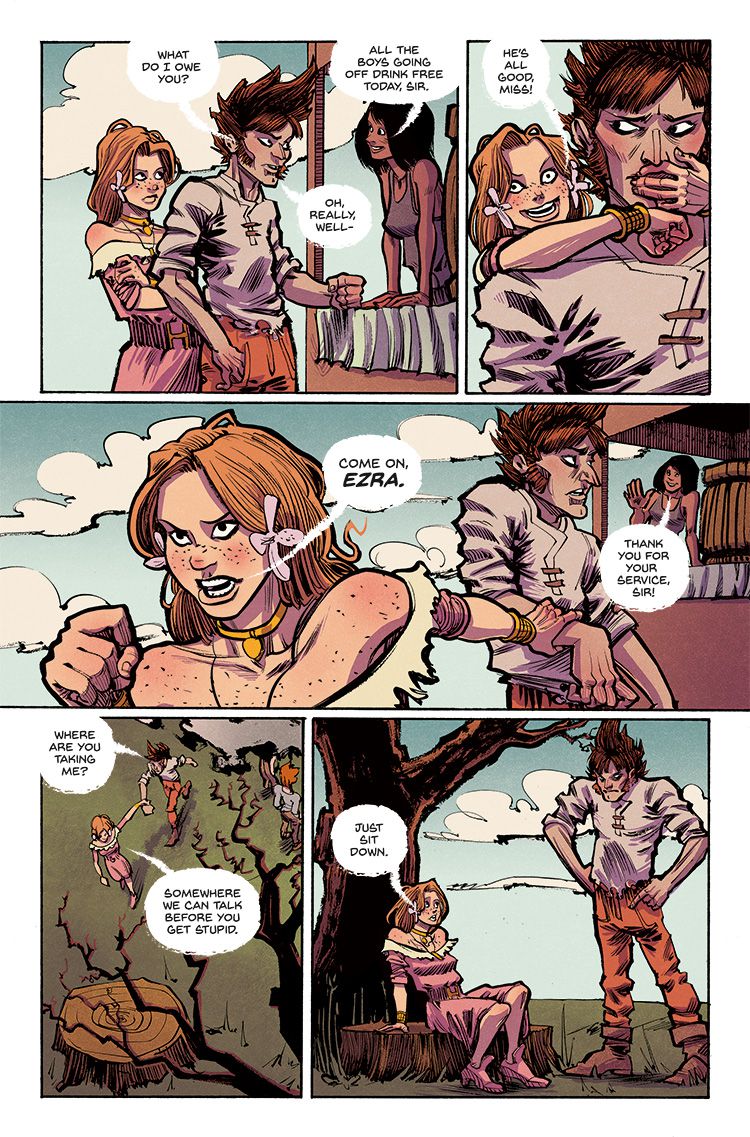 WHAT
DO I OWE
YOU?
ALL THE
BOYS GOING
OFF DRINK FREE
TODAY, SIR.
OH,
REALLY,
WELL-
HE'S
ALL
GOOD,
MISS!
COME ON,
EZRA.
THANK
YOU FOR
YOUR
SERVICE,
SIR!
WHERE
ARE YOU
TAKING
ME?
SOMEWHERE
WE CAN TALK
BEFORE YOU
GET STUPID.
JUST
SIT
DOWN.